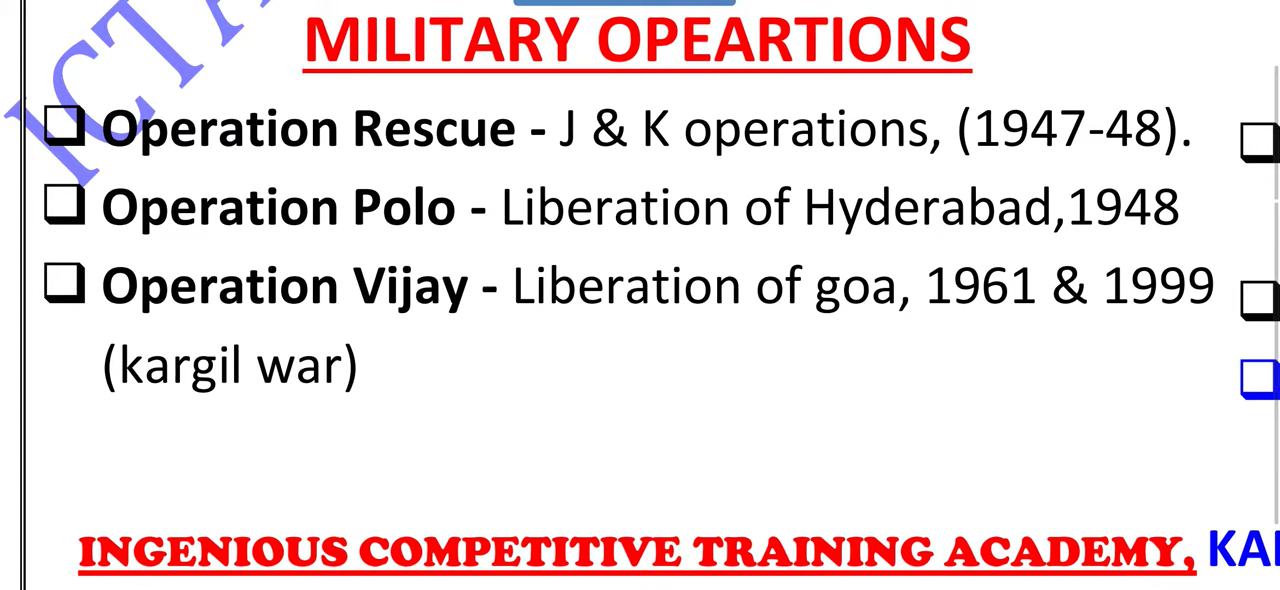 MILITARY OPEARTIONS
Operation Rescue - J & K operations, (1947-48).
Operation Polo - Liberation of Hyderabad,1948
Operation Vijay - Liberation of goa, 1961 & 1999
(kargil war)
INGENIOUS COMPETITIVE TRAINING ACADEMY,